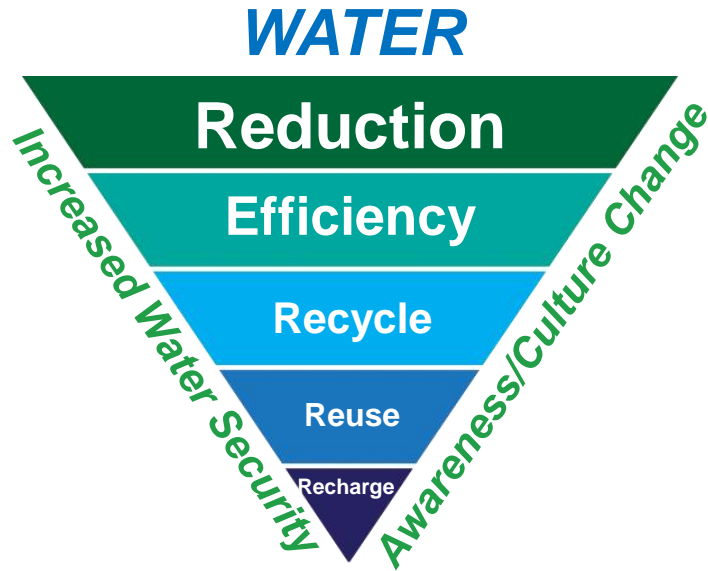 WATER
Reduction
Efficiency
Recycle
Reuse
Recharge
Increased Water Security
Awareness/Culture Change